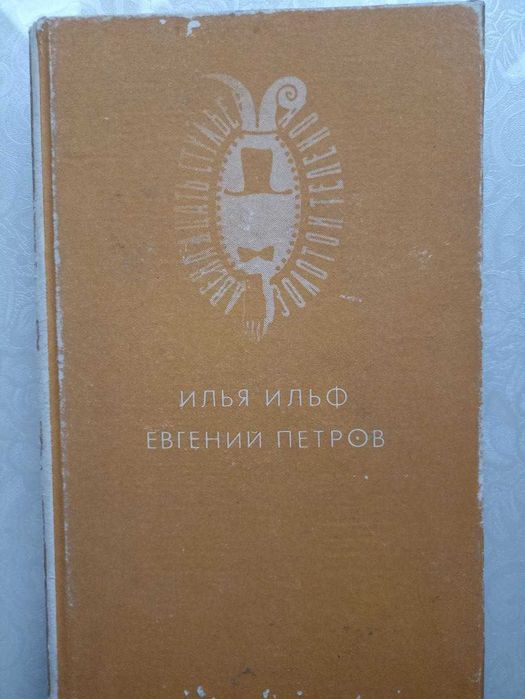 ДВЕНАДЦАТЬ СТУЛЬЕВ
ЗОЛОТОЙ ТЕЛЕНОК
ИЛЬЯ ИЛЬФ
ЕВГЕНИЙ ПЕТРОВ